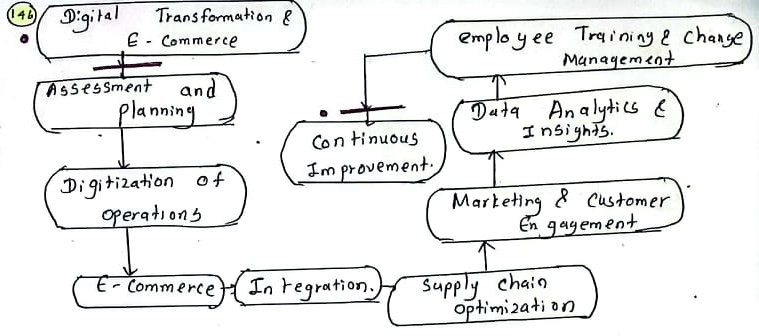 146
Digital Transformation &
E - Commerce
Assessment and
Planning
Digitization of
operations
E - Commerce
Integration.
Supply chain
optimization
Marketing & Customer
Engagement
Data Analytics &
Insights.
employee Training & Change
Management
Continuous
Improvement.